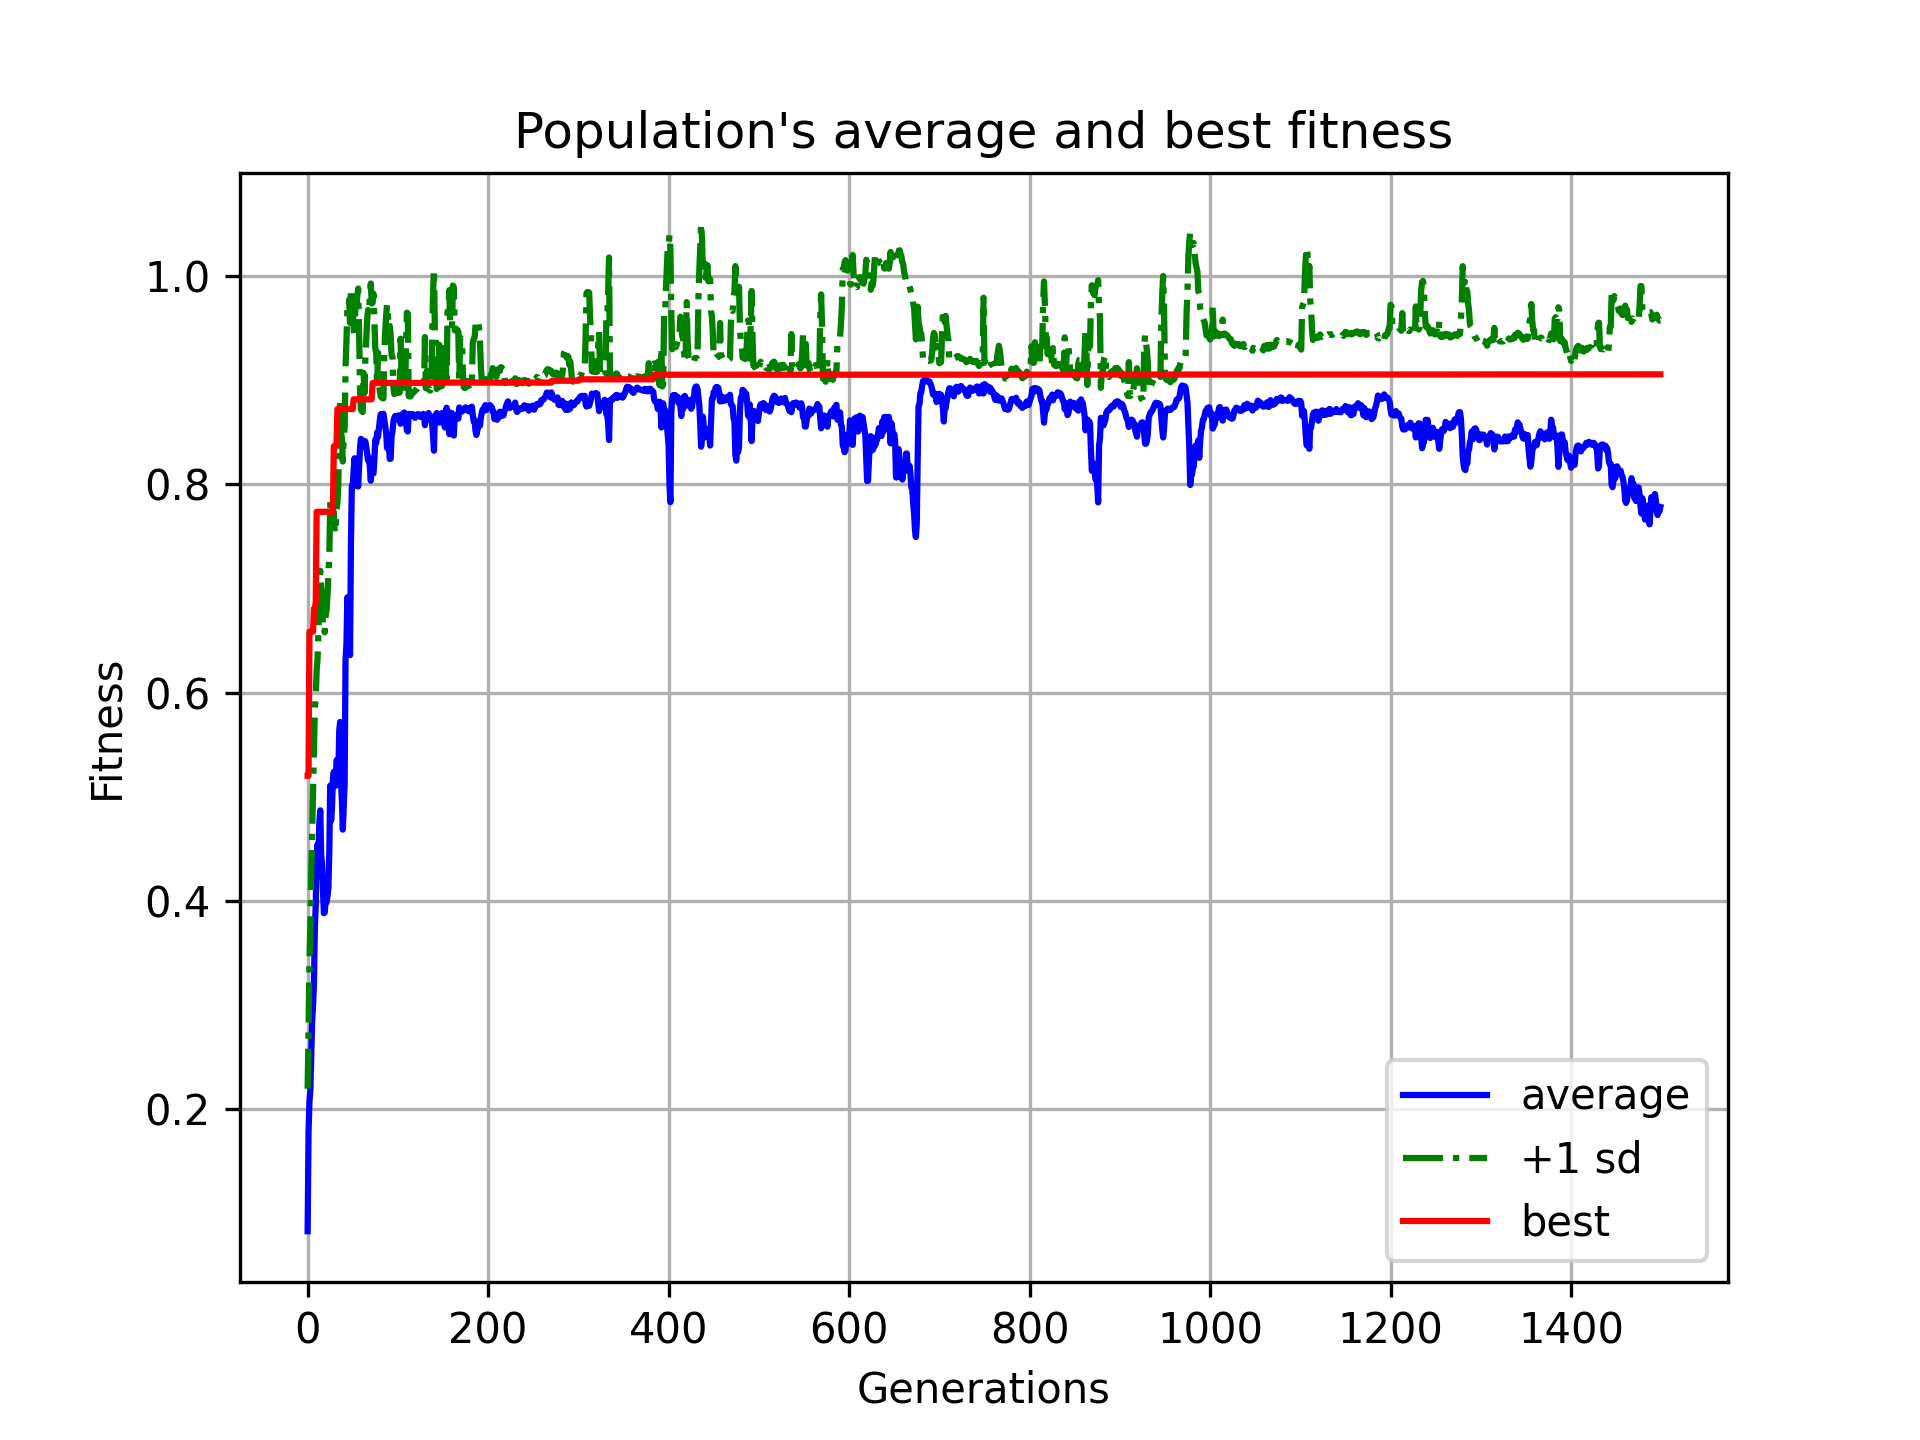 Population's average and best fitness
1.0
0.8
0.6
0.4
0.2
Fitness
0 200 400 600 800 1000 1200 1400
Generations
average
+1 sd
best